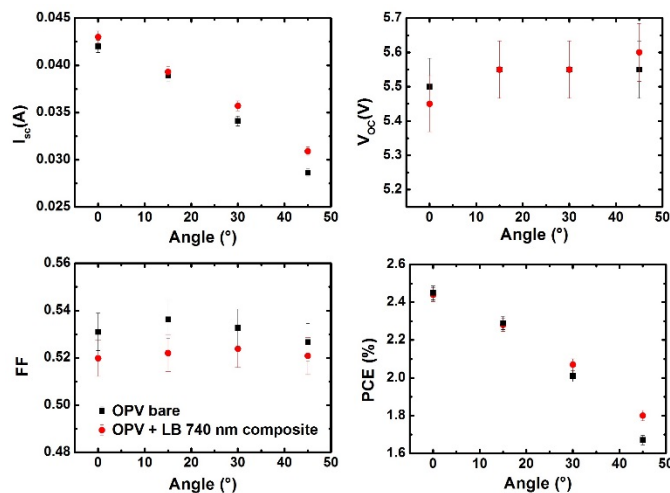 0.045
0.040
0.035
0.030
0.025
I_sc(A)
0 10 20 30 40 50
Angle (°)
5.7
5.6
5.5
5.4
5.3
5.2
V_OC(V)
0 10 20 30 40 50
Angle (°)
0.56
0.54
0.52
0.50
0.48
FF
OPV bare
OPV + LB 740 nm composite
0 10 20 30 40 50
Angle (°)
2.6
2.4
2.2
2.0
1.8
1.6
PCE (%)
0 10 20 30 40 50
Angle (°)